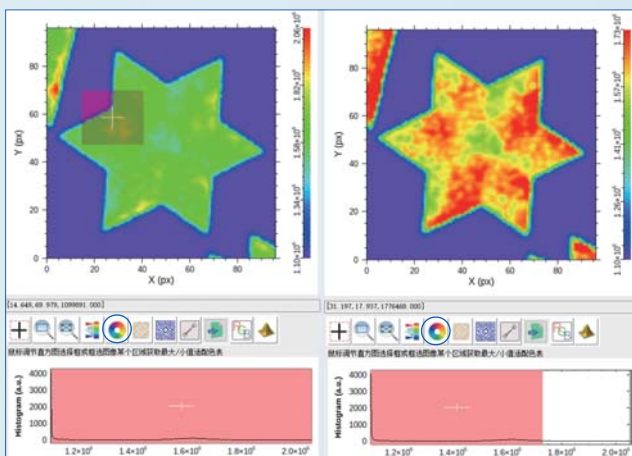 2.06×10⁶
1.82×10⁶
1.58×10⁶
1.34×10⁶
1.10×10⁶
80
60
40
20
0
Y (px)
0 20 40 60 80
X (px)
1.73×10⁶
1.57×10⁶
1.41×10⁶
1.26×10⁶
1.10×10⁶
80
60
40
20
0
Y (px)
0 20 40 60 80
X (px)
[14.649,69.979,1099891.000]
[31.197,17.937,1776468.000]
鼠标调节直方图选择框或框选图像某个区域获取最大/小值适配色表
鼠标调节直方图选择框或框选图像某个区域获取最大/小值适配色表
4000
3000
2000
1000
0
Histogram (a.u.)
1.2×10⁶ 1.4×10⁶ 1.6×10⁶ 1.8×10⁶ 2.0×10⁶
4000
3000
2000
1000
0
Histogram (a.u.)
1.2×10⁶ 1.4×10⁶ 1.6×10⁶ 1.8×10⁶ 2.0×10⁶